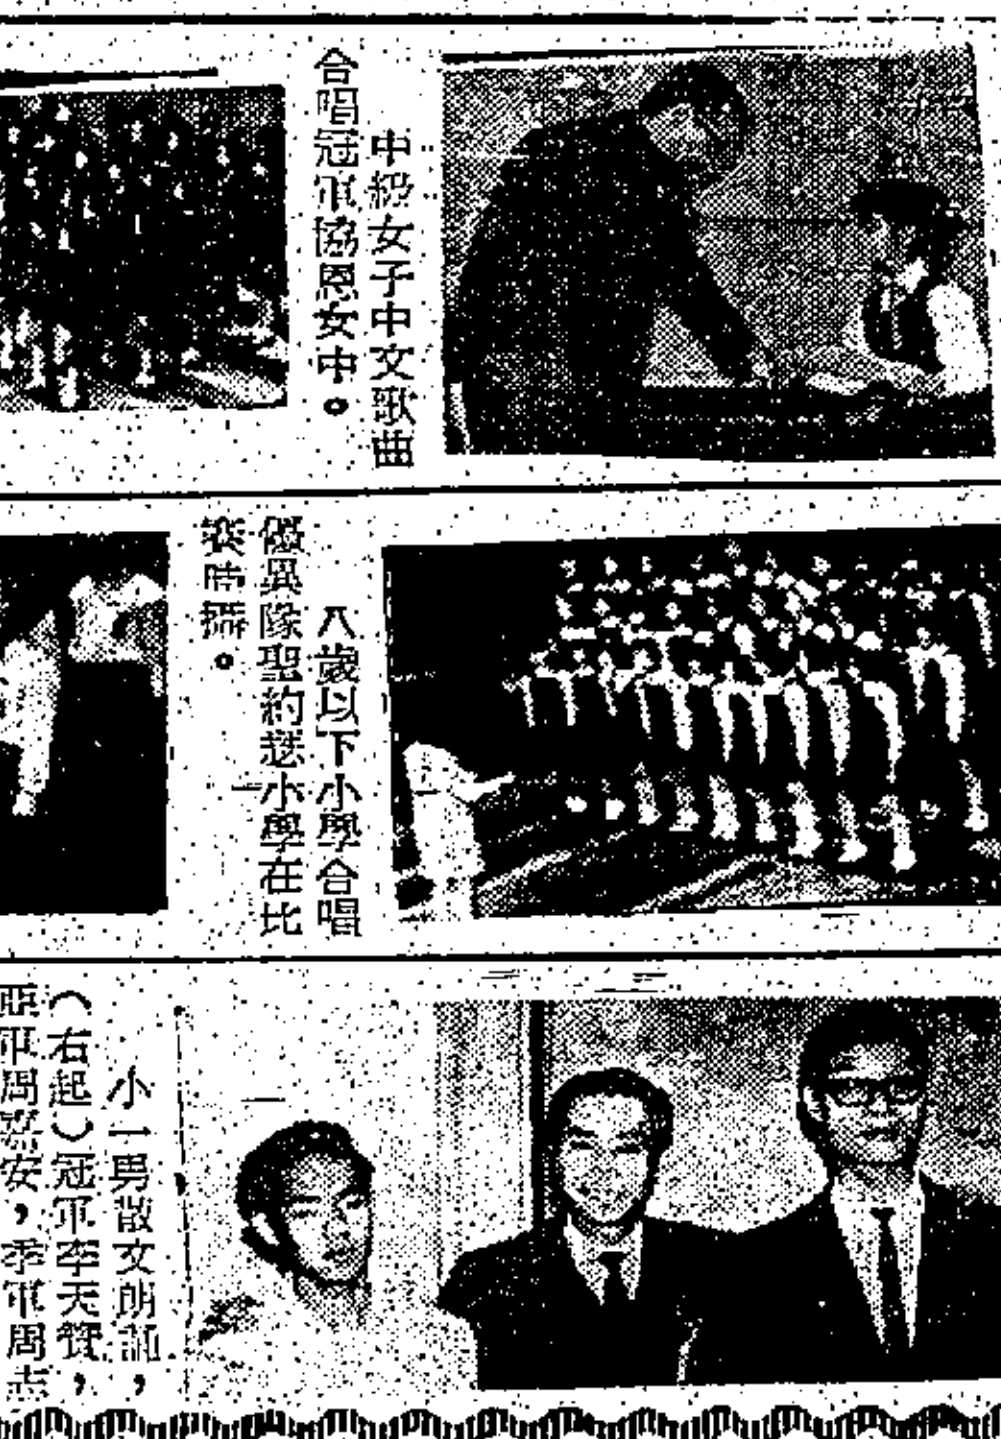 中級女子中文歌曲
合唱冠軍協恩女中。
八歲以下小學合唱
優異隊聖約瑟小學在比
賽時攝。
小一男散文朗誦,
(右起)冠軍李天贊,
亞軍周嘉安,季軍周志